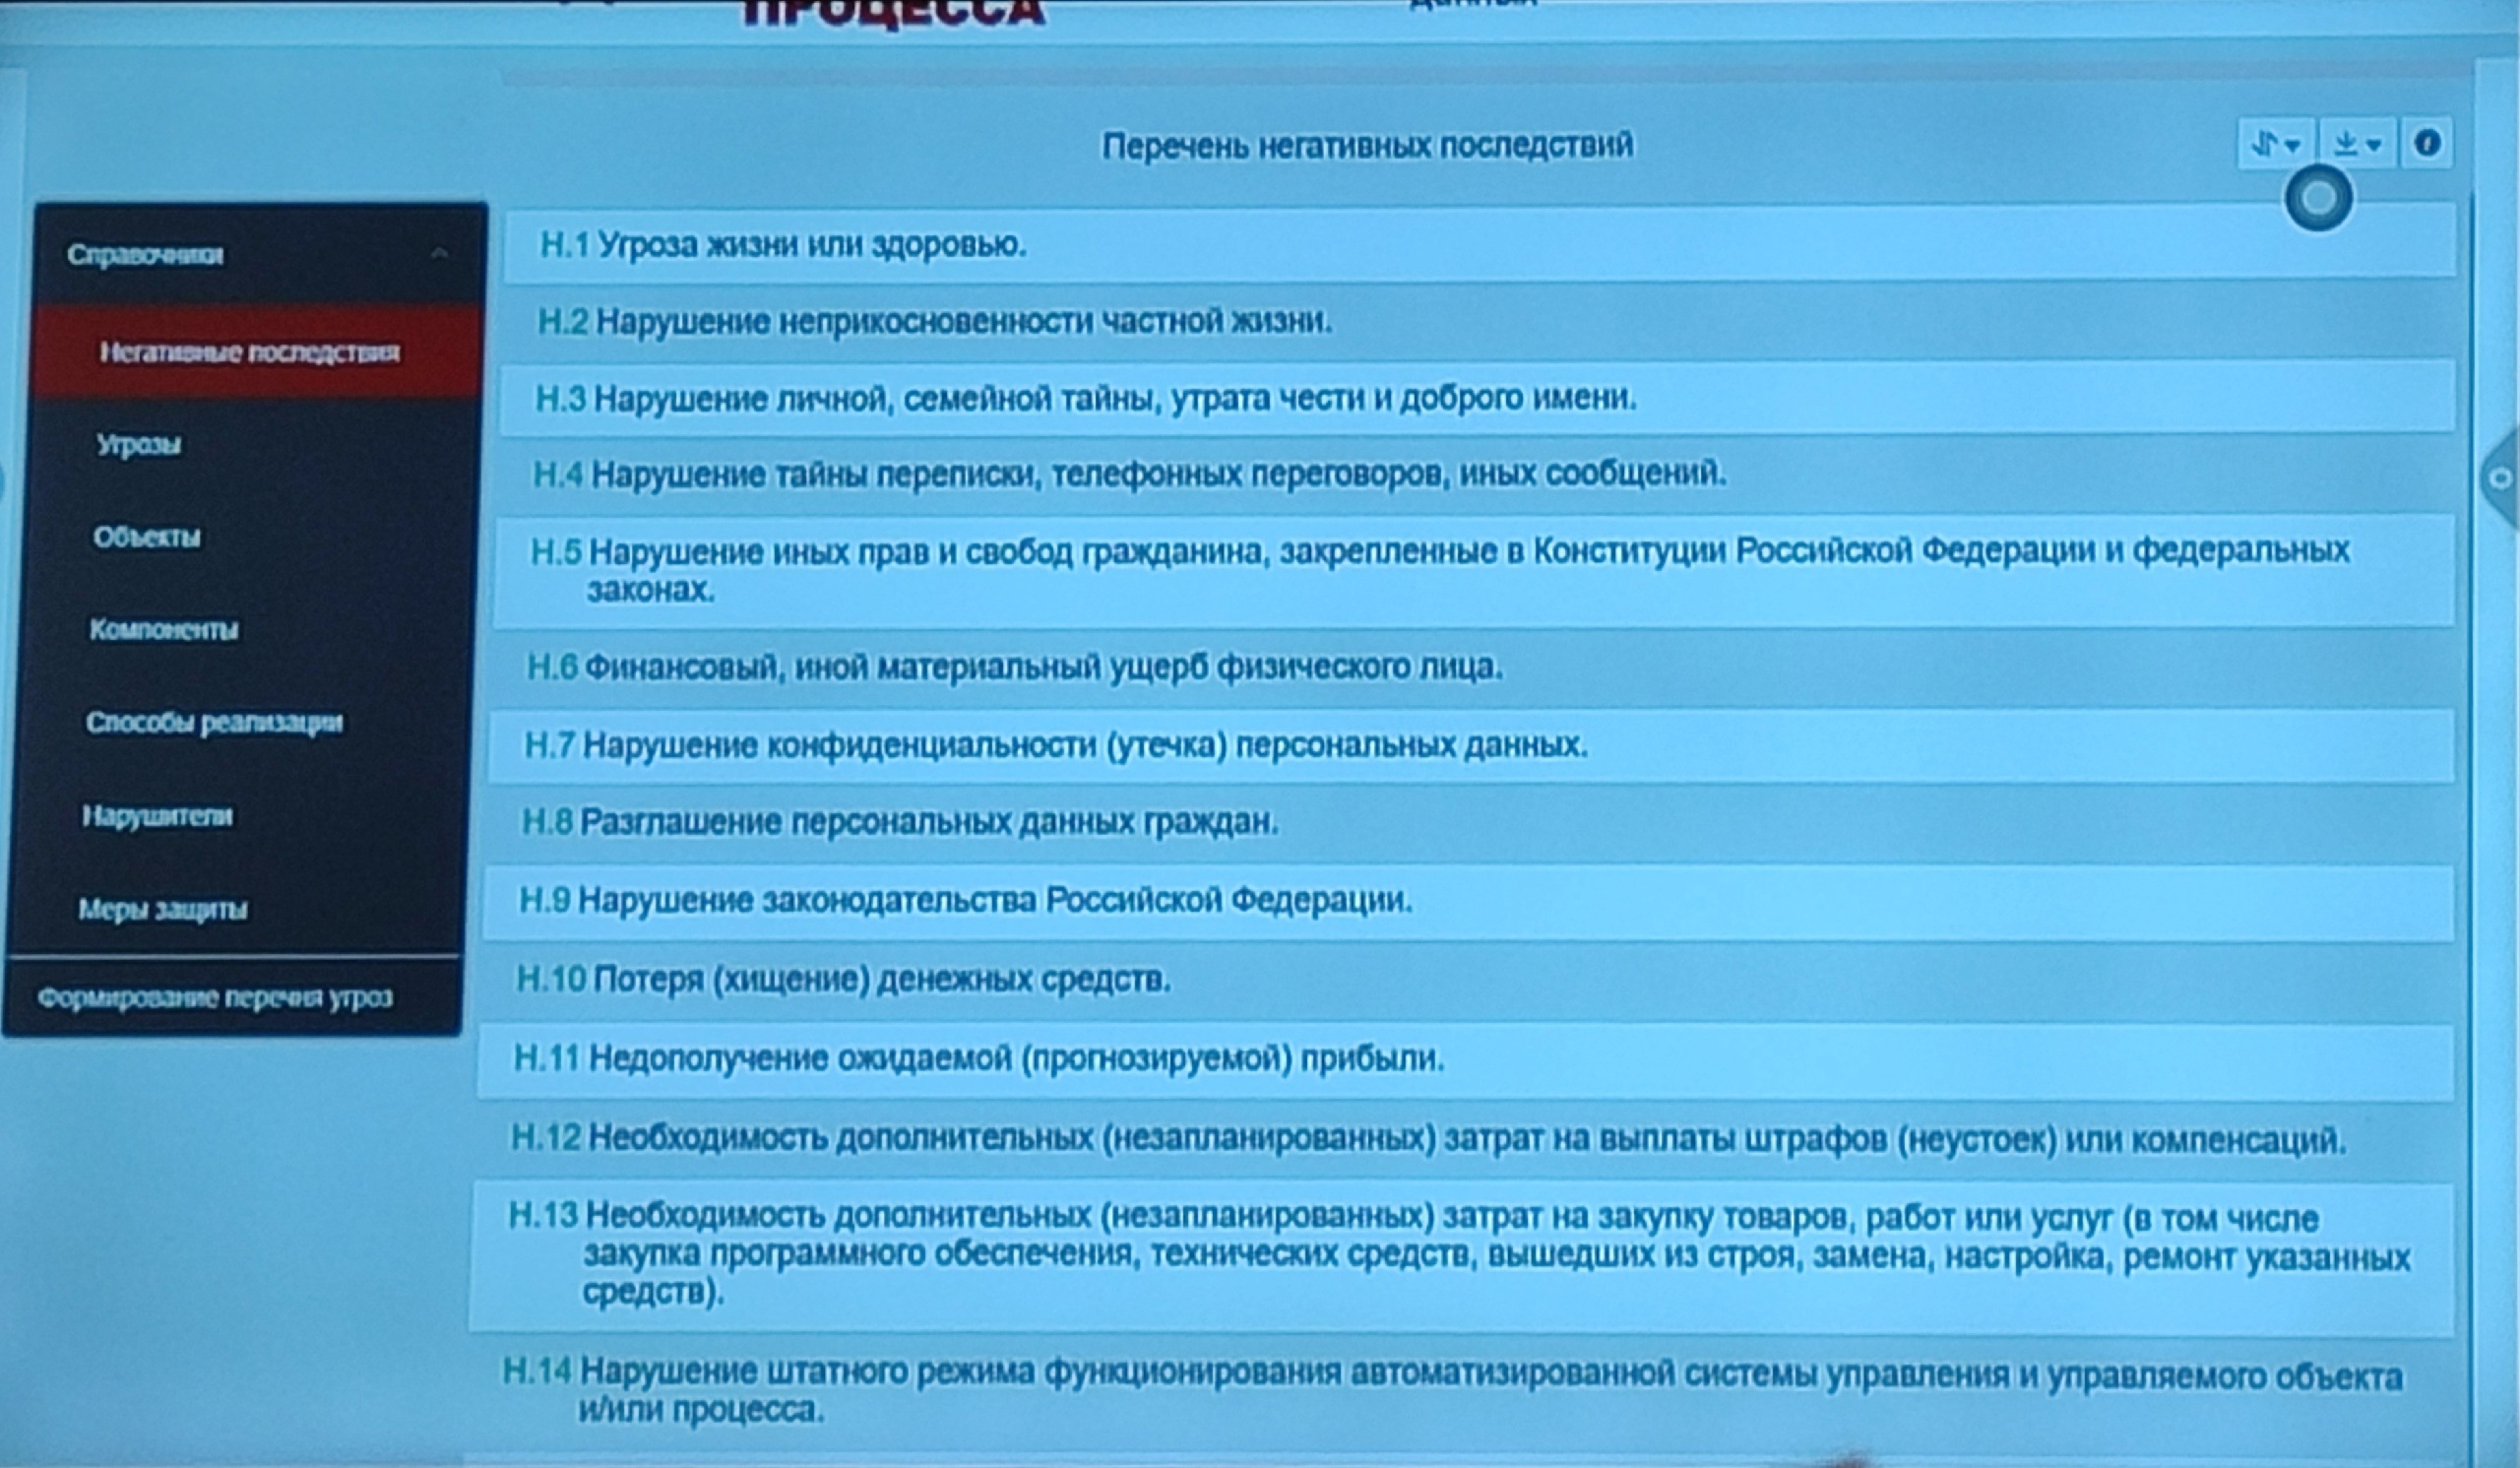 ПРОЦЕССА
данных
Перечень негативных последствий
Справочники
Негативные последствия
Угрозы
Объекты
Компоненты
Способы реализации
Нарушители
Меры защиты
Формирование перечня угроз
Н.1 Угроза жизни или здоровью.
Н.2 Нарушение неприкосновенности частной жизни.
Н.3 Нарушение личной, семейной тайны, утрата чести и доброго имени.
Н.4 Нарушение тайны переписки, телефонных переговоров, иных сообщений.
Н.5 Нарушение иных прав и свобод гражданина, закрепленные в Конституции Российской Федерации и федеральных
законах.
Н.6 Финансовый, иной материальный ущерб физического лица.
Н.7 Нарушение конфиденциальности (утечка) персональных данных.
Н.8 Разглашение персональных данных граждан.
Н.9 Нарушение законодательства Российской Федерации.
Н.10 Потеря (хищение) денежных средств.
Н.11 Недополучение ожидаемой (прогнозируемой) прибыли.
Н.12 Необходимость дополнительных (незапланированных) затрат на выплаты штрафов (неустоек) или компенсаций.
Н.13 Необходимость дополнительных (незапланированных) затрат на закупку товаров, работ или услуг (в том числе
закупка программного обеспечения, технических средств, вышедших из строя, замена, настройка, ремонт указанных
средств).
Н.14 Нарушение штатного режима функционирования автоматизированной системы управления и управляемого объекта
и/или процесса.